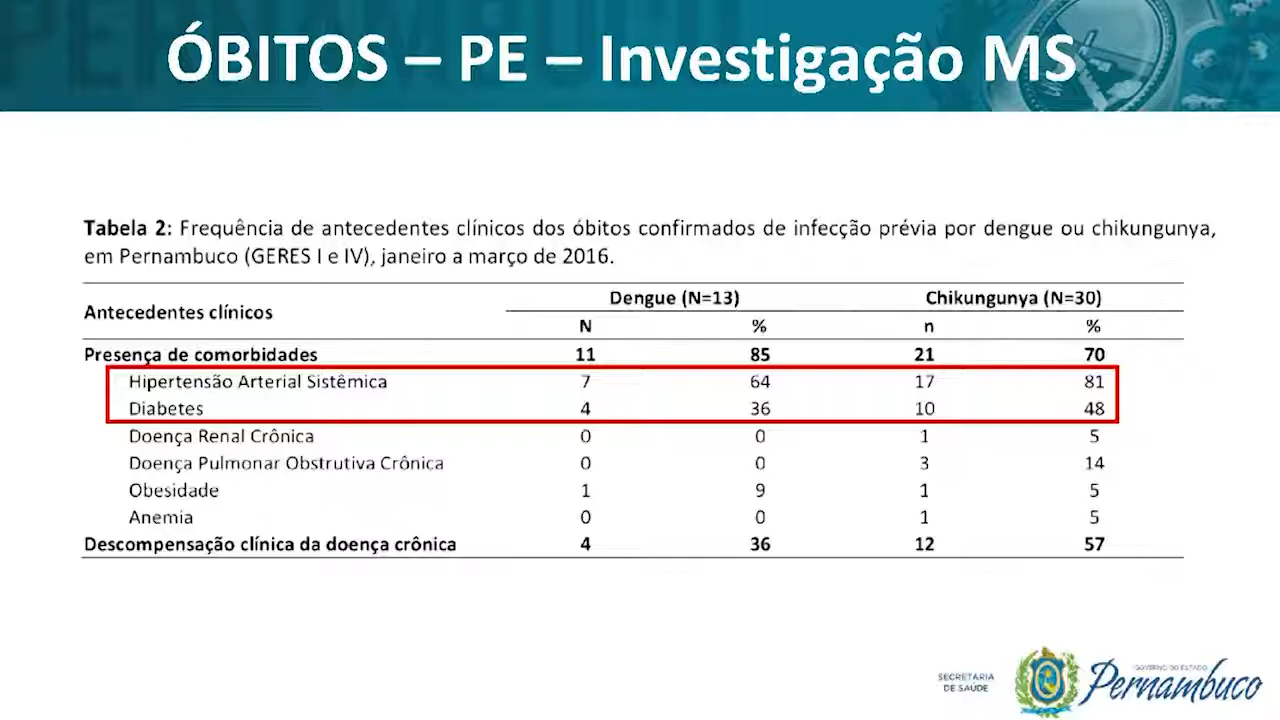 ÓBITOS – PE – Investigação MS
Tabela 2: Frequência de antecedentes clínicos dos óbitos confirmados de infecção prévia por dengue ou chikungunya,
em Pernambuco (GERES I e IV), janeiro a março de 2016.
Antecedentes clínicos Dengue (N=13) Chikungunya (N=30)
N % n %
Presença de comorbidades 11 85 21 70
Hipertensão Arterial Sistêmica 7 64 17 81
Diabetes 4 36 10 48
Doença Renal Crônica 0 0 1 5
Doença Pulmonar Obstrutiva Crônica 0 0 3 14
Obesidade 1 9 1 5
Anemia 0 0 1 5
Descompensação clínica da doença crônica 4 36 12 57
SECRETARIA
DE SAÚDE
GOVERNO DO ESTADO
Pernambuco